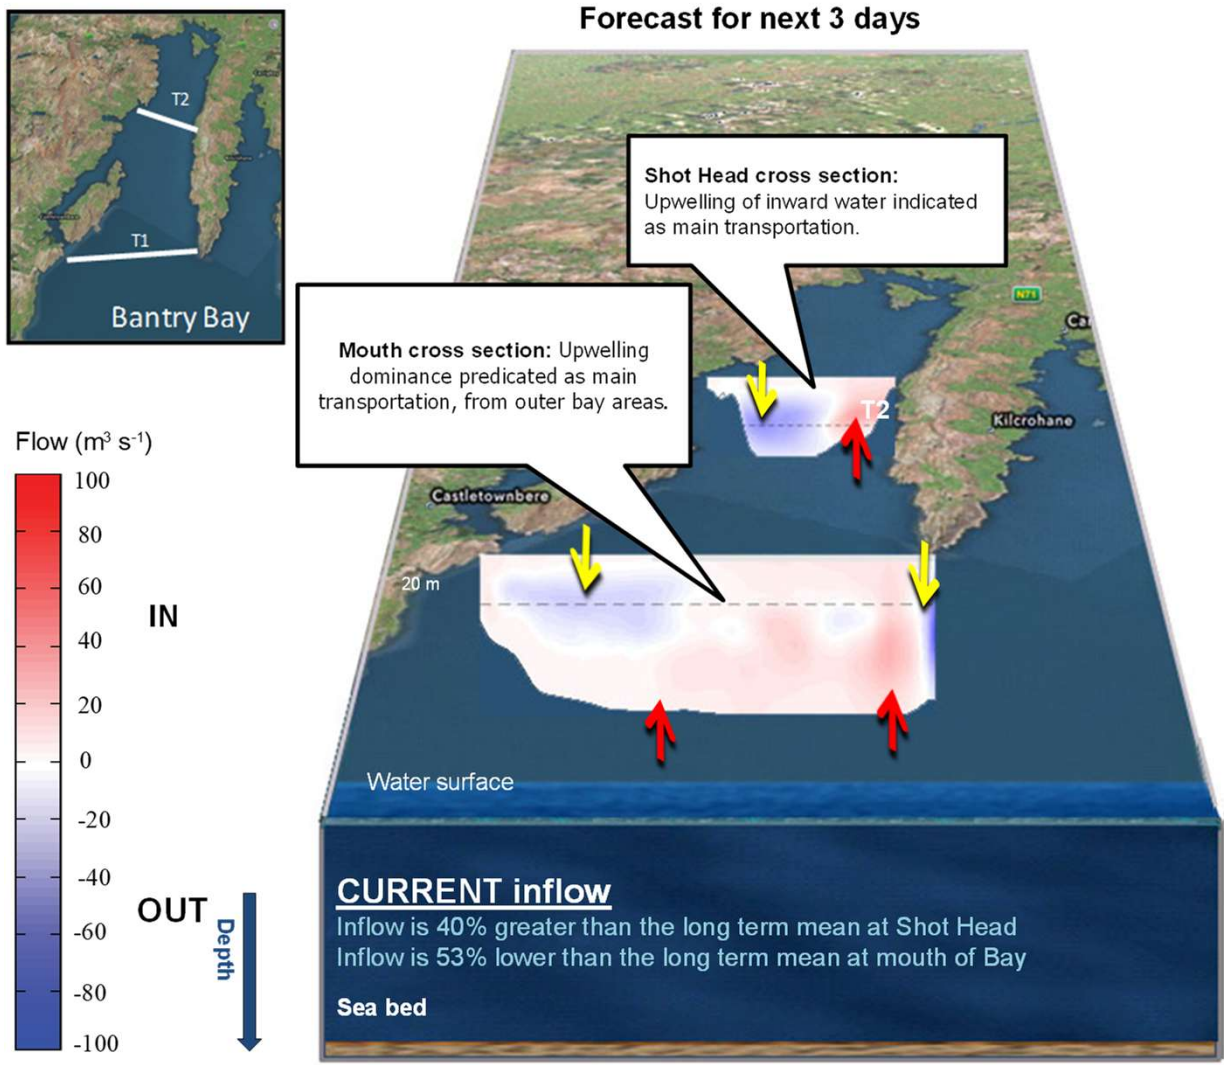 Forecast for next 3 days
T2
T1
Bantry Bay
Shot Head cross section:
Upwelling of inward water indicated
as main transportation.
N71
Mouth cross section: Upwelling
dominance predicated as main
transportation, from outer bay areas.
T2
Kilcrohane
Castletownbere
20 m
Flow (m³ s⁻¹)
100
80
60
40
20
0
-20
-40
-60
-80
-100
IN
OUT
Depth
Water surface
CURRENT inflow
Inflow is 40% greater than the long term mean at Shot Head
Inflow is 53% lower than the long term mean at mouth of Bay
Sea bed